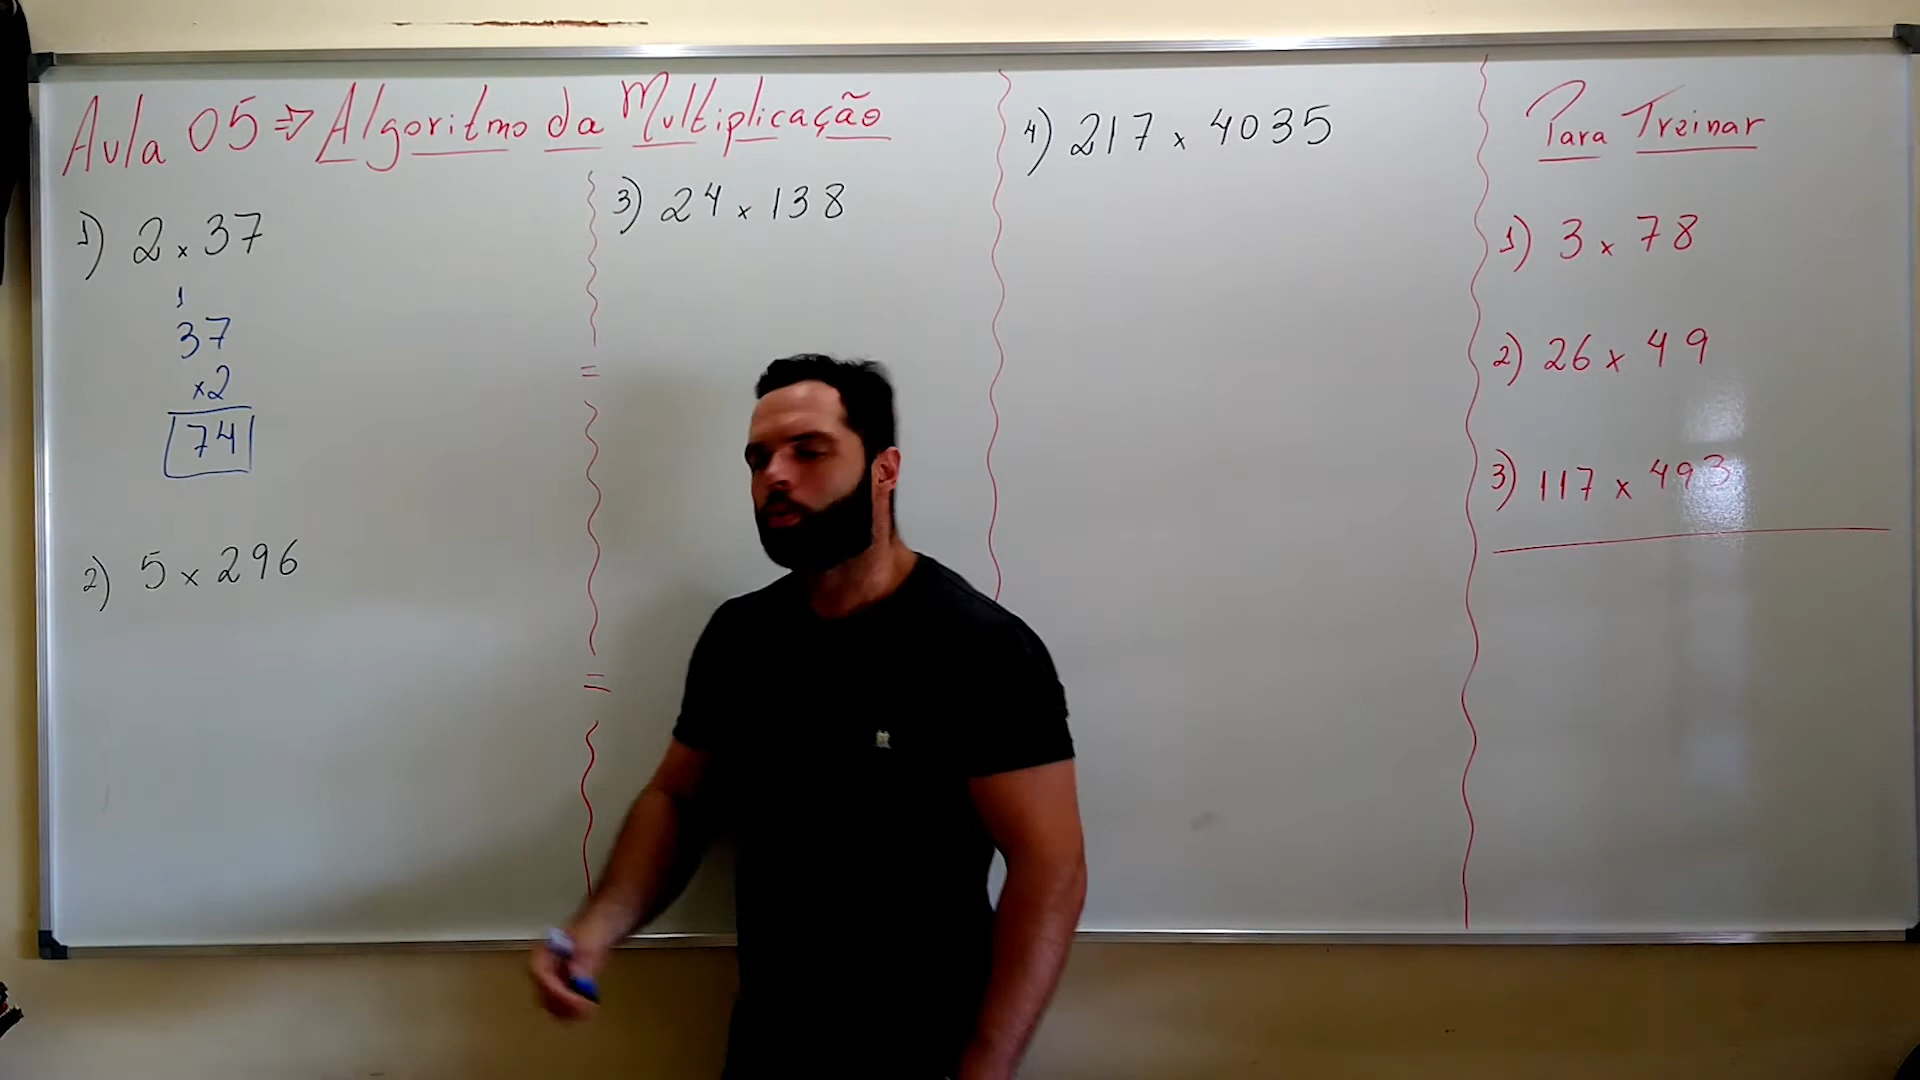 Aula 05 ⇒ Algoritmo da Multiplicação
1) 2 x 37
1
37
x2
74
2) 5 x 296
3) 24 x 138
4) 217 x 4035
Para Treinar
1) 3 x 78
2) 26 x 49
3) 117 x 493